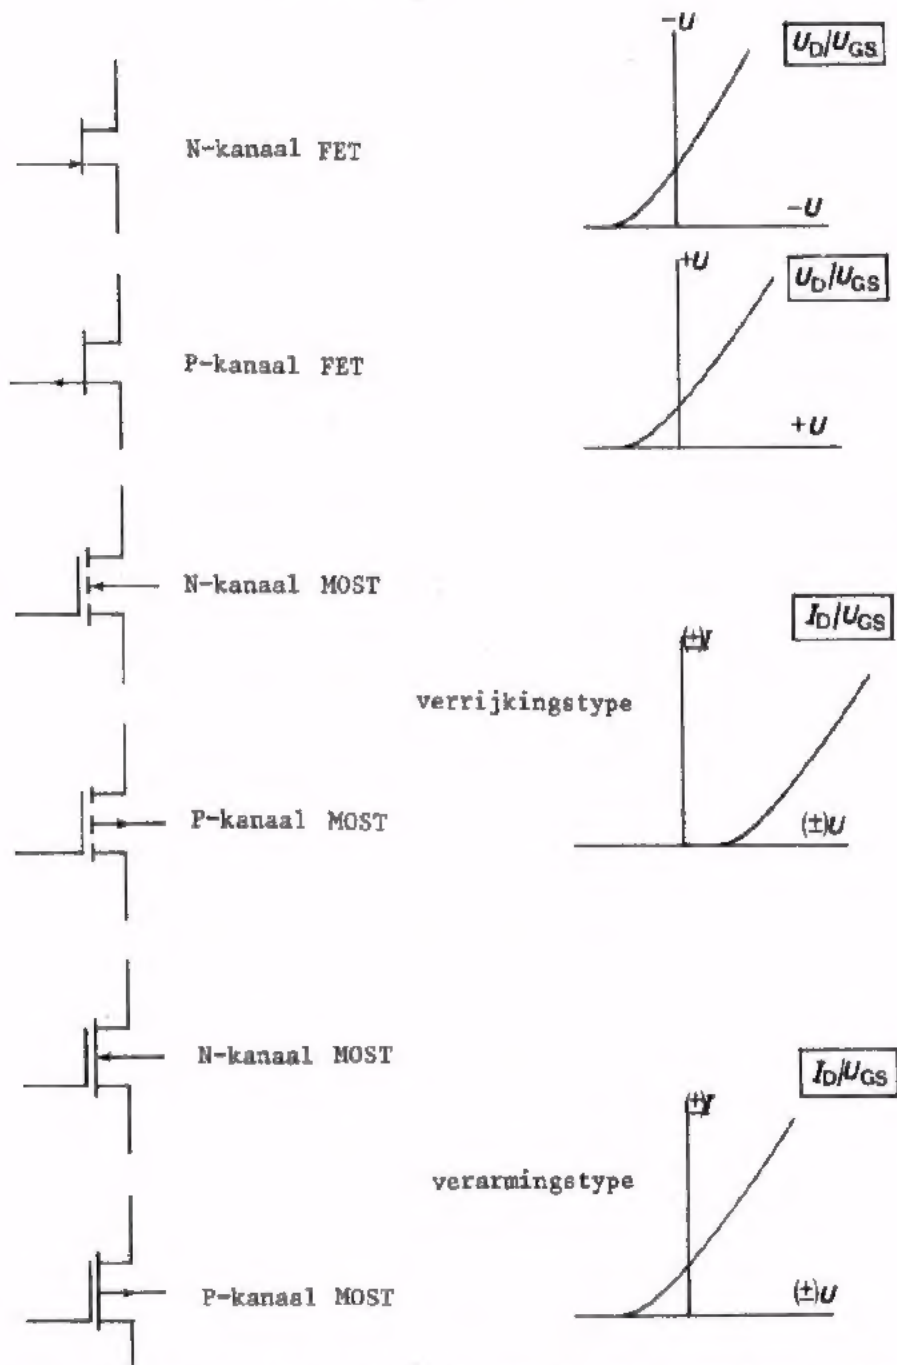 -U
U_D/U_GS
N-kanaal FET
-U
+U
U_D/U_GS
P-kanaal FET
+U
N-kanaal MOST
I_D/U_GS
(±)I
verrijkingstype
P-kanaal MOST
(±)U
N-kanaal MOST
I_D/U_GS
(±)I
verarmingstype
P-kanaal MOST
(±)U